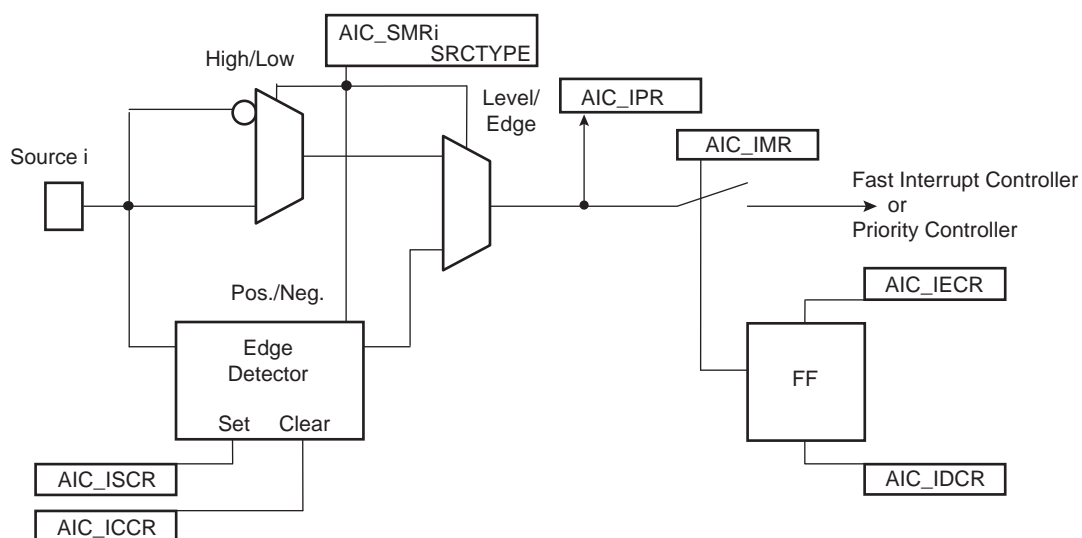 AIC_SMRi
SRCTYPE
High/Low
Level/
Edge
AIC_IPR
AIC_IMR
Source i
Fast Interrupt Controller
or
Priority Controller
Pos./Neg.
AIC_IECR
Edge
Detector
FF
Set Clear
AIC_ISCR
AIC_IDCR
AIC_ICCR